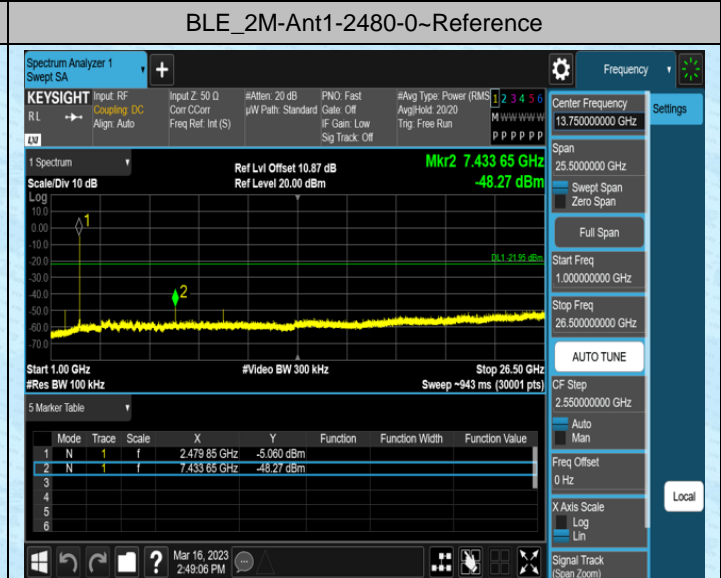 BLE_2M-Ant1-2480-0~Reference
Spectrum Analyzer 1
Swept SA
+
Frequency
KEYSIGHT
RL
Input: RF
Coupling: DC
Align: Auto
Input Z: 50 Ω
Corr CCorr
Freq Ref: Int (S)
#Atten: 20 dB
µW Path: Standard
PNO: Fast
Gate: Off
IF Gain: Low
Sig Track: Off
#Avg Type: Power (RMS
Avg|Hold: 20/20
Trig: Free Run
1 2 3 4 5 6
M W W W W W
P P P P P P
LXI
1 Spectrum
Scale/Div 10 dB
Ref Lvl Offset 10.87 dB
Ref Level 20.00 dBm
Mkr2 7.433 65 GHz
-48.27 dBm
Log
10.0
0.00
-10.0
-20.0
-30.0
-40.0
-50.0
-60.0
-70.0
1
2
DL1 -21.95 dBm
Start 1.00 GHz
#Res BW 100 kHz
#Video BW 300 kHz
Stop 26.50 GHz
Sweep ~943 ms (30001 pts)
5 Marker Table
Mode Trace Scale X Y Function Function Width Function Value
1 N 1 f 2.479 85 GHz -5.060 dBm
2 N 1 f 7.433 65 GHz -48.27 dBm
3
4
5
6
Mar 16, 2023
2:49:06 PM
?
Center Frequency
13.750000000 GHz
Settings
Span
25.5000000 GHz
Swept Span
Zero Span
Full Span
Start Freq
1.000000000 GHz
Stop Freq
26.500000000 GHz
AUTO TUNE
CF Step
2.550000000 GHz
Auto
Man
Freq Offset
0 Hz
X Axis Scale
Log
Lin
Signal Track
(Span Zoom)
Local